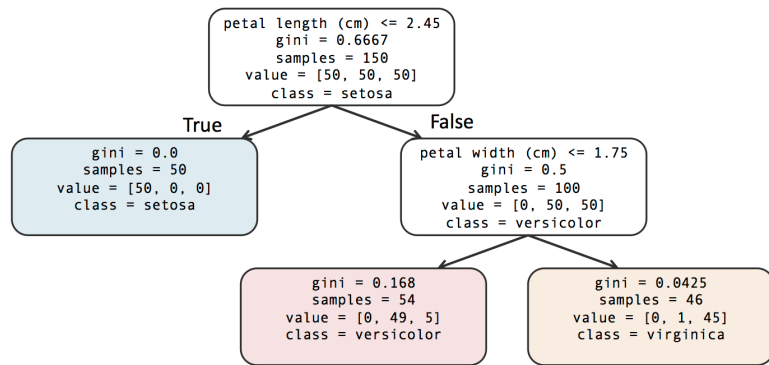 petal length (cm) <= 2.45
gini = 0.6667
samples = 150
value = [50, 50, 50]
class = setosa
True
False
gini = 0.0
samples = 50
value = [50, 0, 0]
class = setosa
petal width (cm) <= 1.75
gini = 0.5
samples = 100
value = [0, 50, 50]
class = versicolor
gini = 0.168
samples = 54
value = [0, 49, 5]
class = versicolor
gini = 0.0425
samples = 46
value = [0, 1, 45]
class = virginica